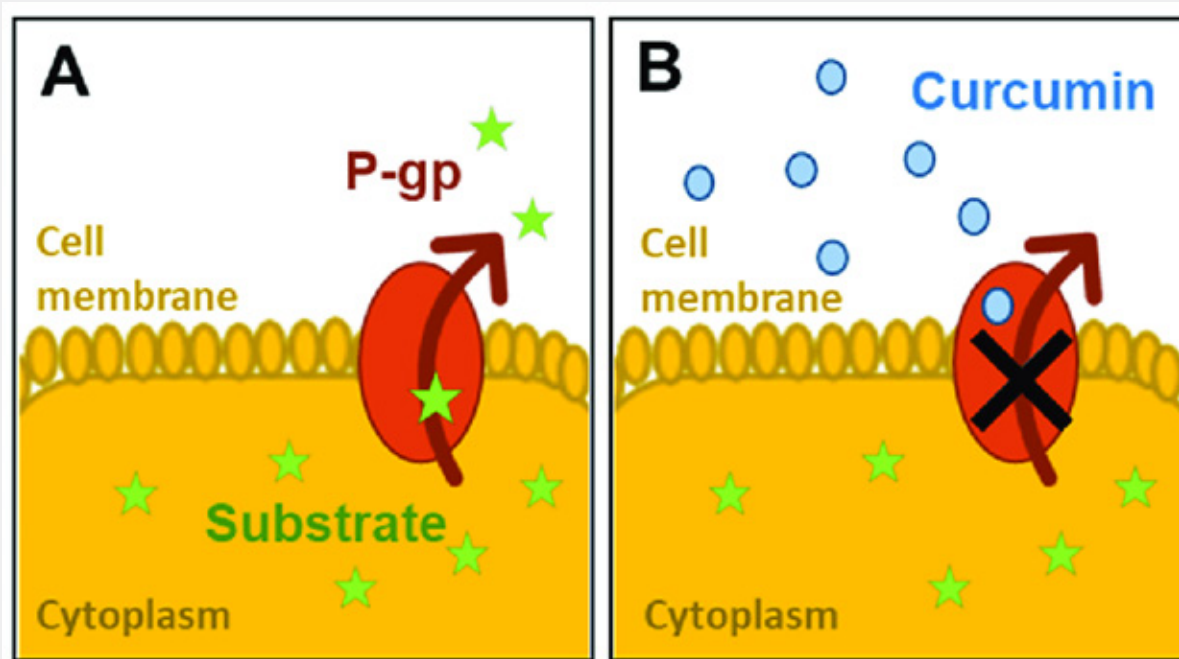 A
P-gp
Cell
membrane
Substrate
Cytoplasm
B
Curcumin
Cell
membrane
Cytoplasm